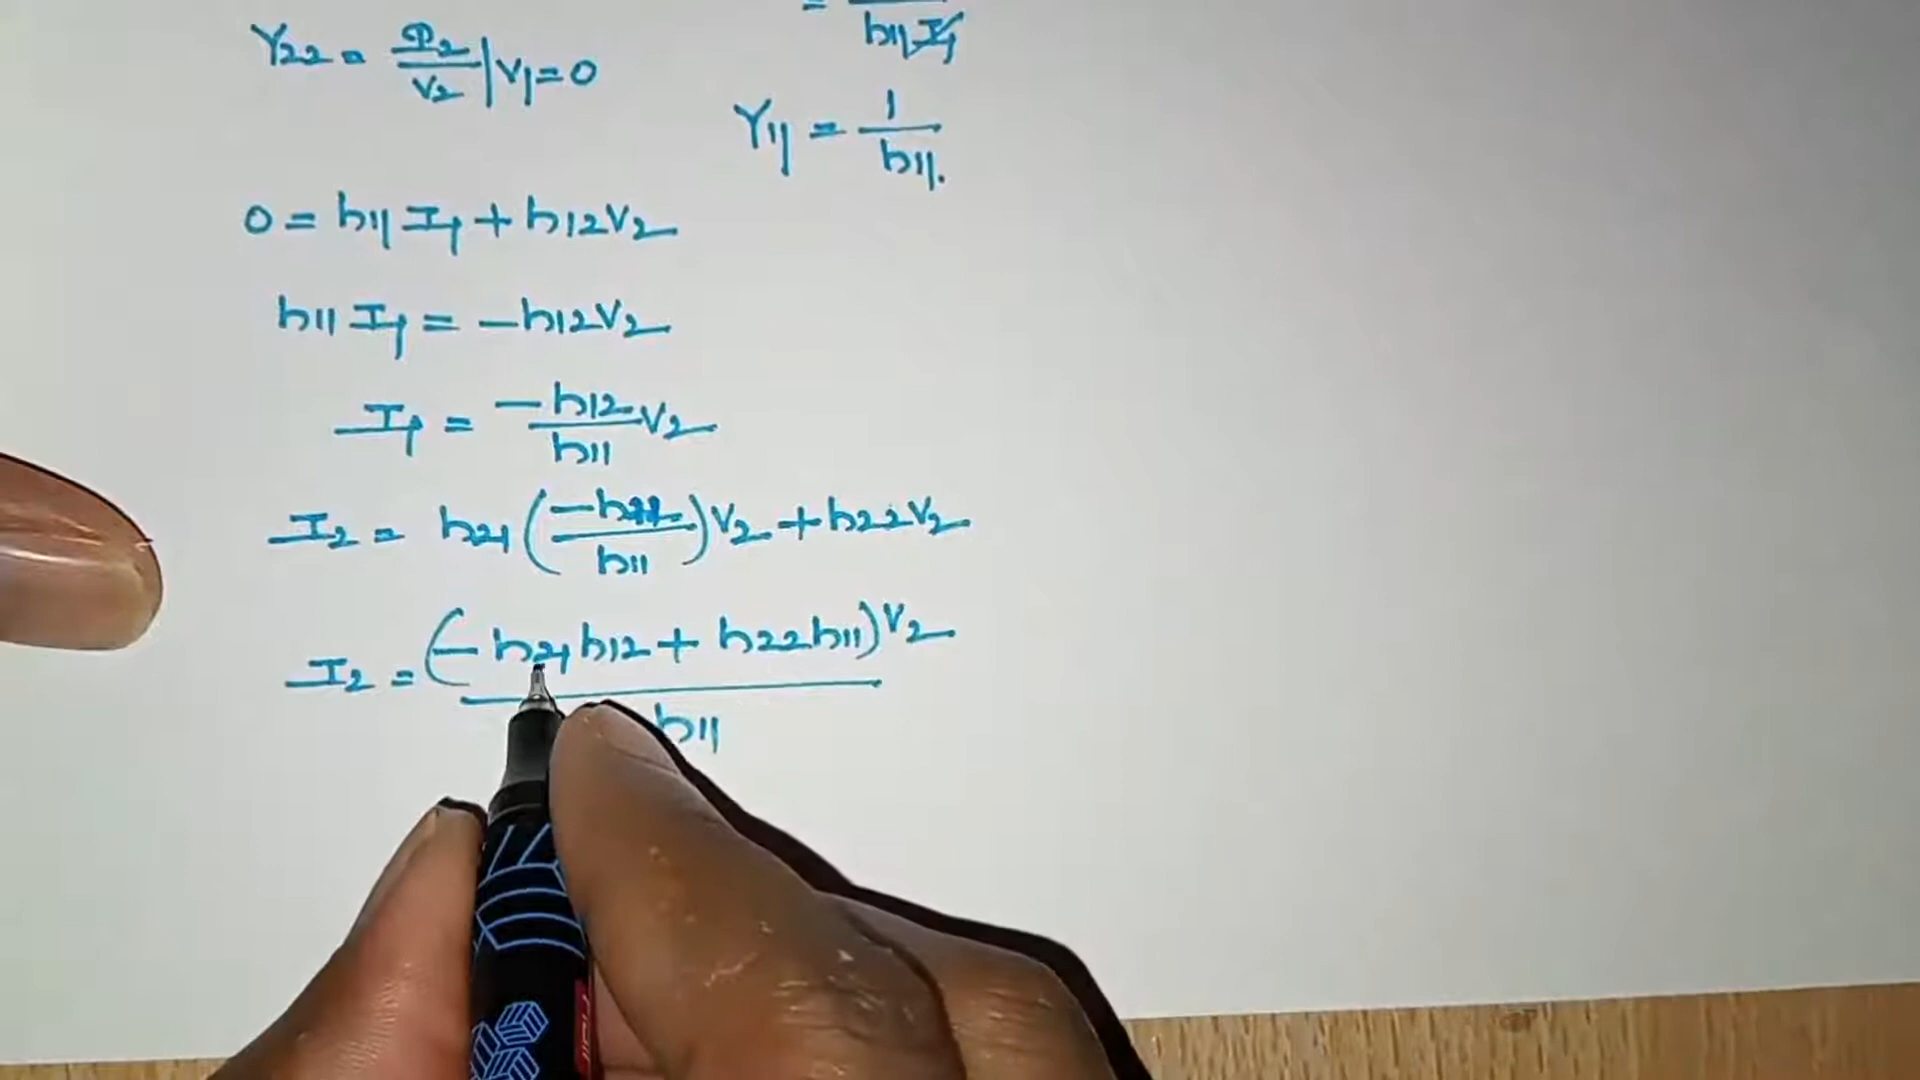 Y22 = I2/V2 | V1=0
= /h11 I1
Y11 = 1/h11.
0 = h11 I1 + h12 V2
h11 I1 = -h12 V2
I1 = -h12/h11 V2
I2 = h21 (-h12/h11) V2 + h22 V2
I2 = (-h21 h12 + h22 h11) V2/h11